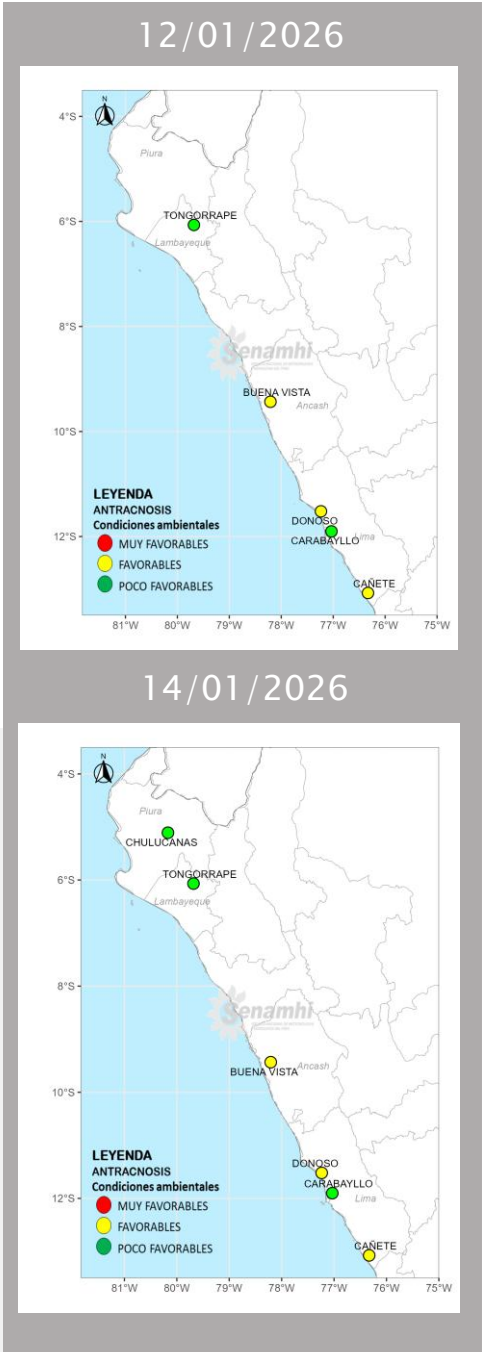 12/01/2026
N
4°S
Piura
6°S
TONGORRAPE
Lambayeque
8°S
Senamhi
BUENA VISTA
Ancash
10°S
LEYENDA
ANTRACNOSIS
Condiciones ambientales
MUY FAVORABLES
FAVORABLES
POCO FAVORABLES
DONOSO
12°S
CARABAYLLO
Lima
CAÑETE
81°W 80°W 79°W 78°W 77°W 76°W 75°W
14/01/2026
N
4°S
Piura
CHULUCANAS
6°S
TONGORRAPE
Lambayeque
8°S
Senamhi
BUENA VISTA
Ancash
10°S
LEYENDA
ANTRACNOSIS
Condiciones ambientales
MUY FAVORABLES
FAVORABLES
POCO FAVORABLES
DONOSO
CARABAYLLO
12°S
Lima
CAÑETE
81°W 80°W 79°W 78°W 77°W 76°W 75°W